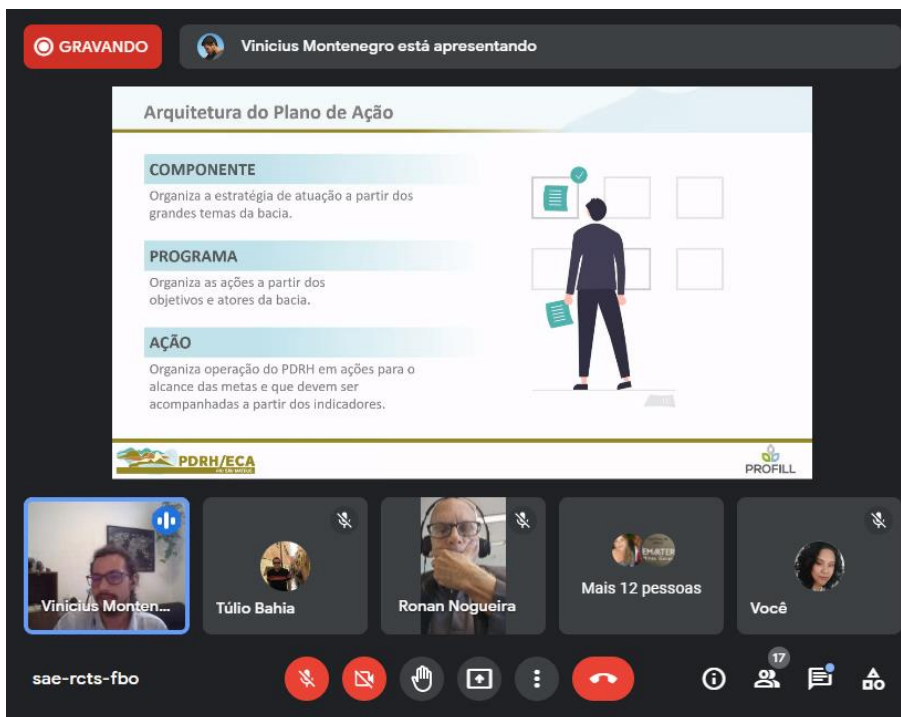 GRAVANDO
Vinicius Montenegro está apresentando
Arquitetura do Plano de Ação
COMPONENTE
Organiza a estratégia de atuação a partir dos
grandes temas da bacia.
PROGRAMA
Organiza as ações a partir dos
objetivos e atores da bacia.
AÇÃO
Organiza operação do PDRH em ações para o
alcance das metas e que devem ser
acompanhadas a partir dos indicadores.
PDRH/ECA
PROFILL
Vinicius Monten...
Túlio Bahia
Ronan Nogueira
EMATER
Mais 12 pessoas
Você
sae-rcts-fbo
17